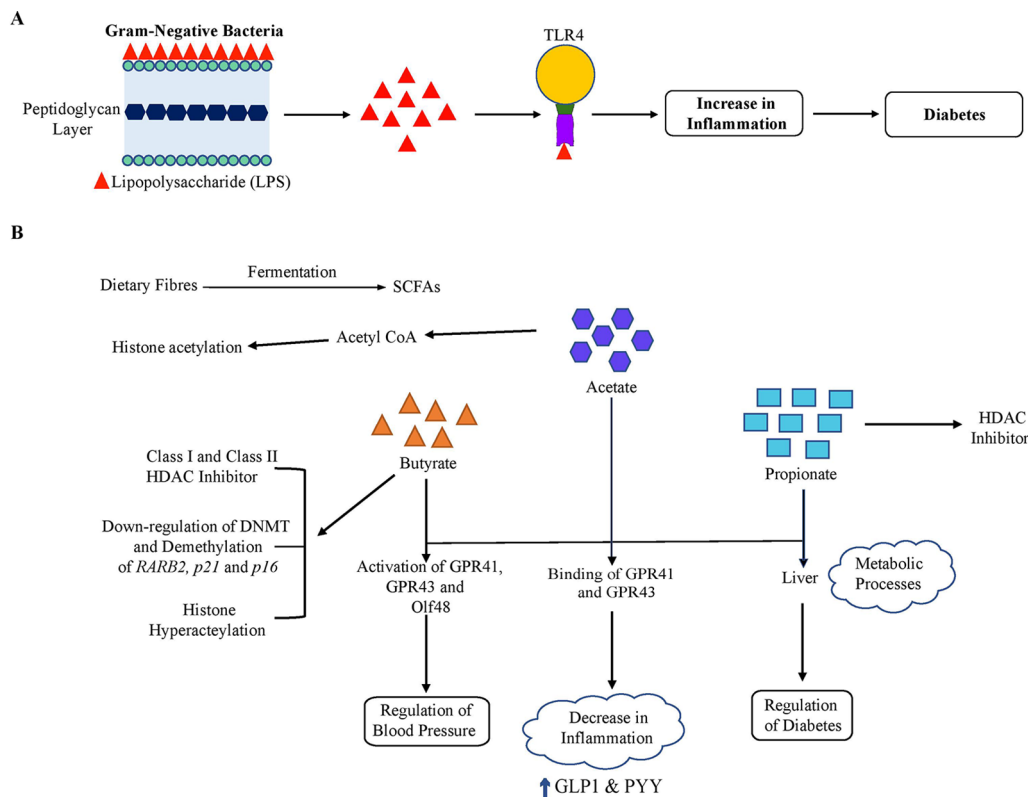 A
Gram-Negative Bacteria
TLR4
Peptidoglycan
Layer
Increase in
Inflammation
Diabetes
Lipopolysaccharide (LPS)
B
Dietary Fibres
Fermentation
SCFAs
Histone acetylation
Acetyl CoA
Acetate
HDAC
Inhibitor
Butyrate
Propionate
Class I and Class II
HDAC Inhibitor
Down-regulation of DNMT
and Demethylation
of RARB2, p21 and p16
Histone
Hyperacteylation
Activation of GPR41,
GPR43 and
Olf48
Binding of GPR41
and GPR43
Liver
Metabolic
Processes
Regulation of
Blood Pressure
Decrease in
Inflammation
Regulation
of Diabetes
GLP1 & PYY